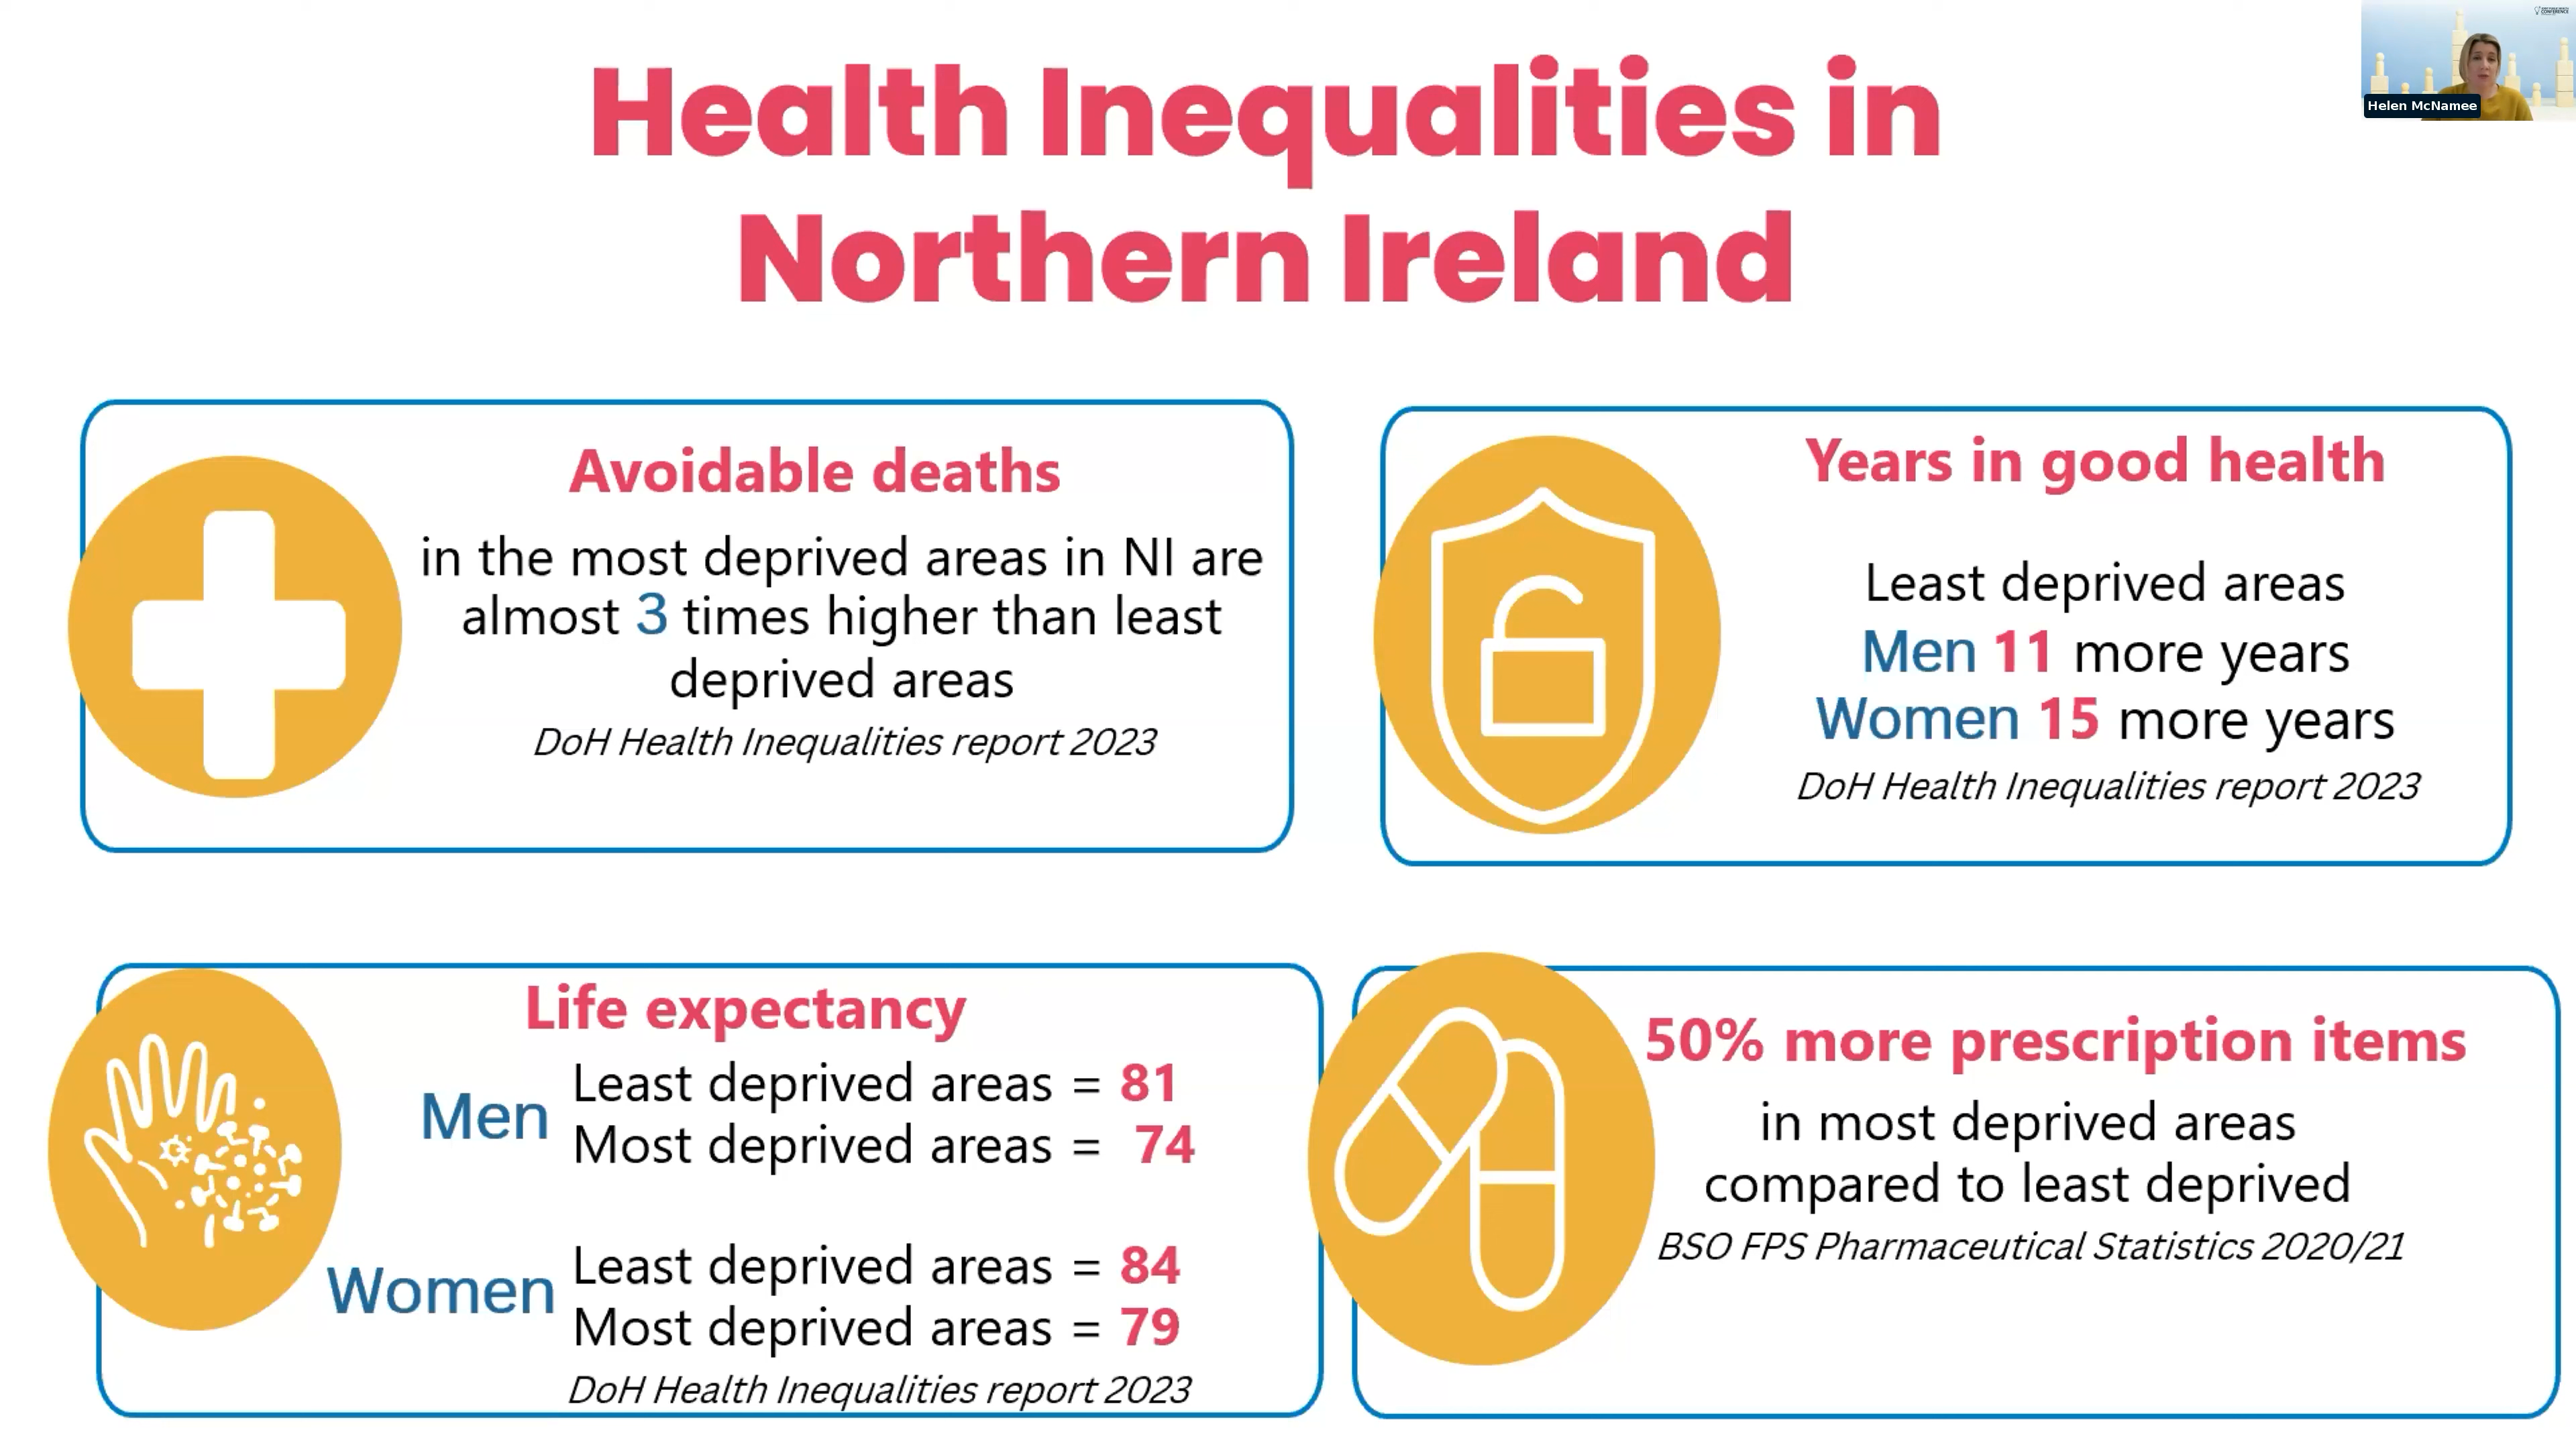 Health Inequalities in
Northern Ireland
CONFERENCE
Helen McNamee
Avoidable deaths
in the most deprived areas in NI are
almost 3 times higher than least
deprived areas
DoH Health Inequalities report 2023
Years in good health
Least deprived areas
Men 11 more years
Women 15 more years
DoH Health Inequalities report 2023
Life expectancy
Men
Least deprived areas = 81
Most deprived areas = 74
Women
Least deprived areas = 84
Most deprived areas = 79
DoH Health Inequalities report 2023
50% more prescription items
in most deprived areas
compared to least deprived
BSO FPS Pharmaceutical Statistics 2020/21